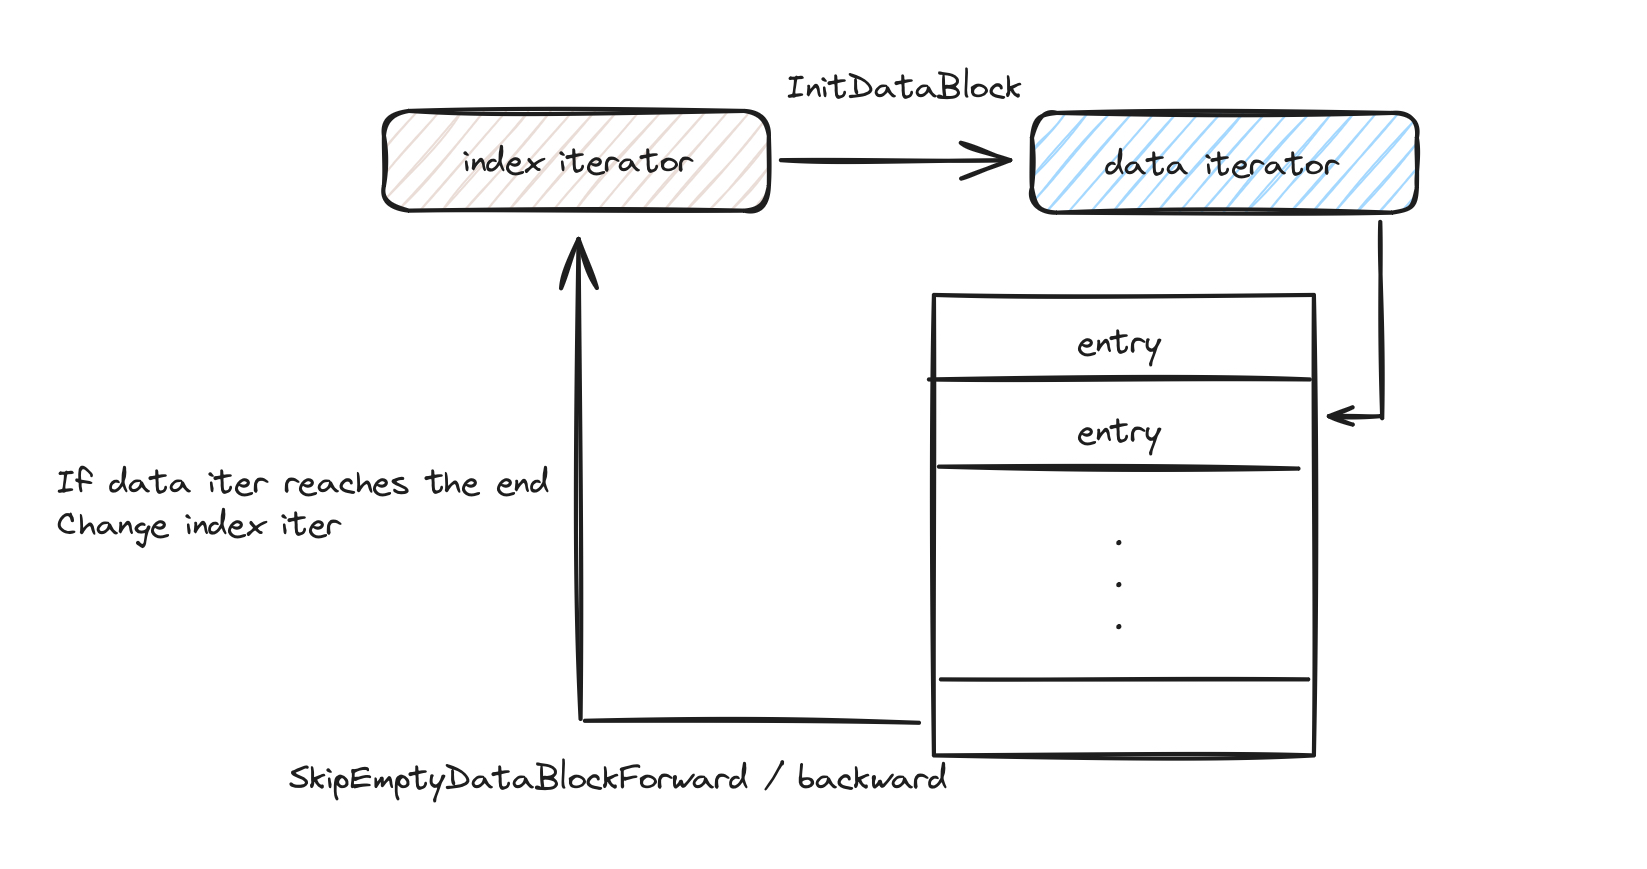 InitDataBlock
index iterator
data iterator
entry
entry
.
.
.
If data iter reaches the end
Change index iter
SkipEmptyDataBlockForward / backward